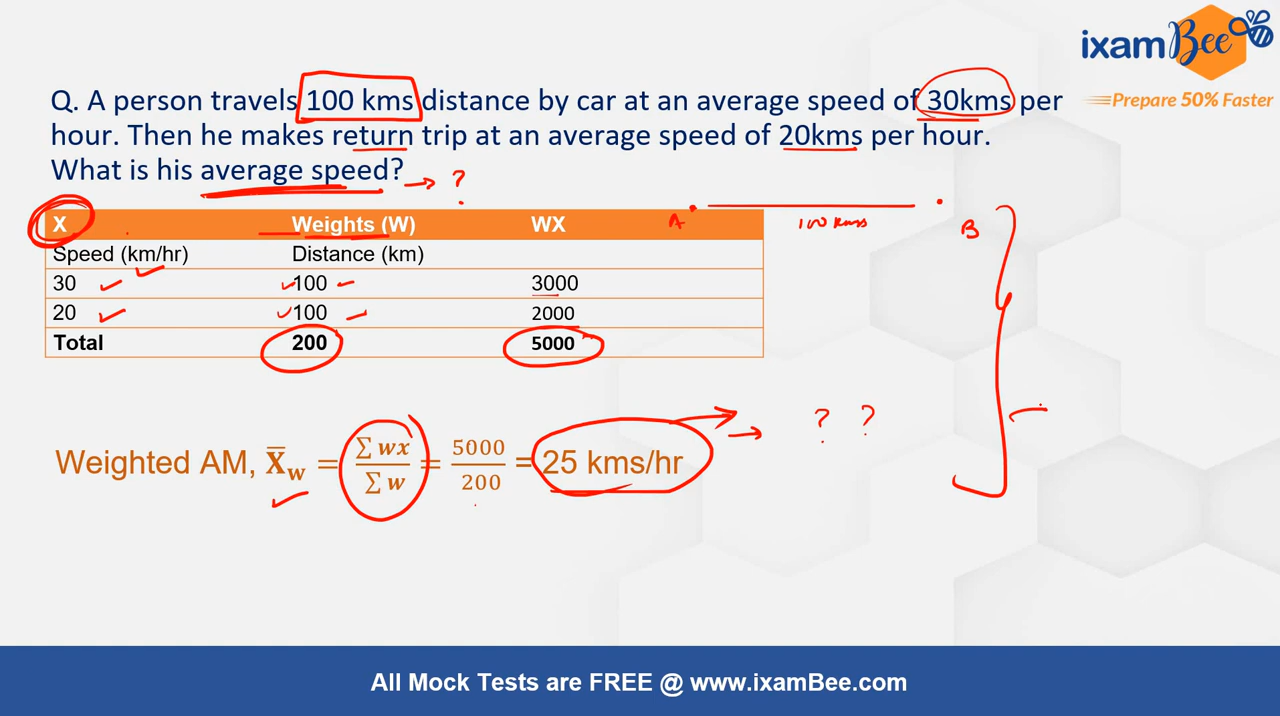 ixamBee
Prepare 50% Faster
Q. A person travels 100 kms distance by car at an average speed of 30kms per
hour. Then he makes return trip at an average speed of 20kms per hour.
What is his average speed? → ?
X Weights (W) WX
A 100 kms B
Speed (km/hr) Distance (km)
30 100 3000
20 100 2000
Total 200 5000
? ?
Weighted AM, X̅w = ∑wx/∑w = 5000/200 = 25 kms/hr
All Mock Tests are FREE @ www.ixamBee.com